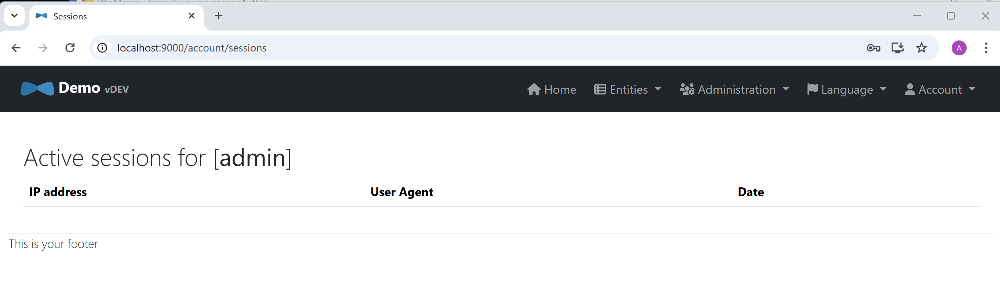 Sessions
localhost:9000/account/sessions
A
Demo vDEV
Home Entities Administration Language Account
Active sessions for [admin]
IP address User Agent Date
This is your footer